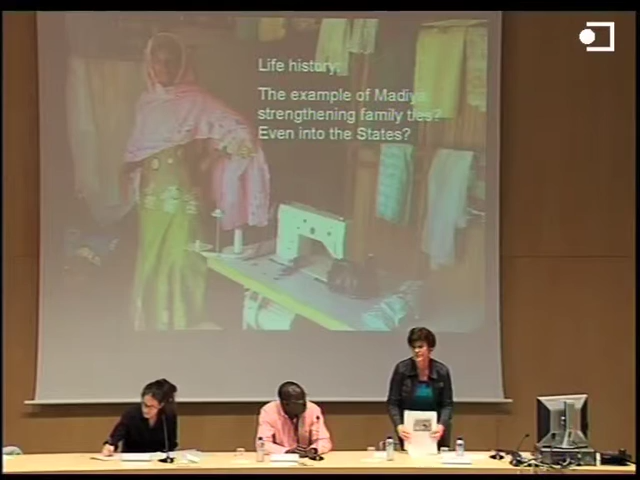 Life history:
The example of Madiya
strengthening family ties?
Even into the States?